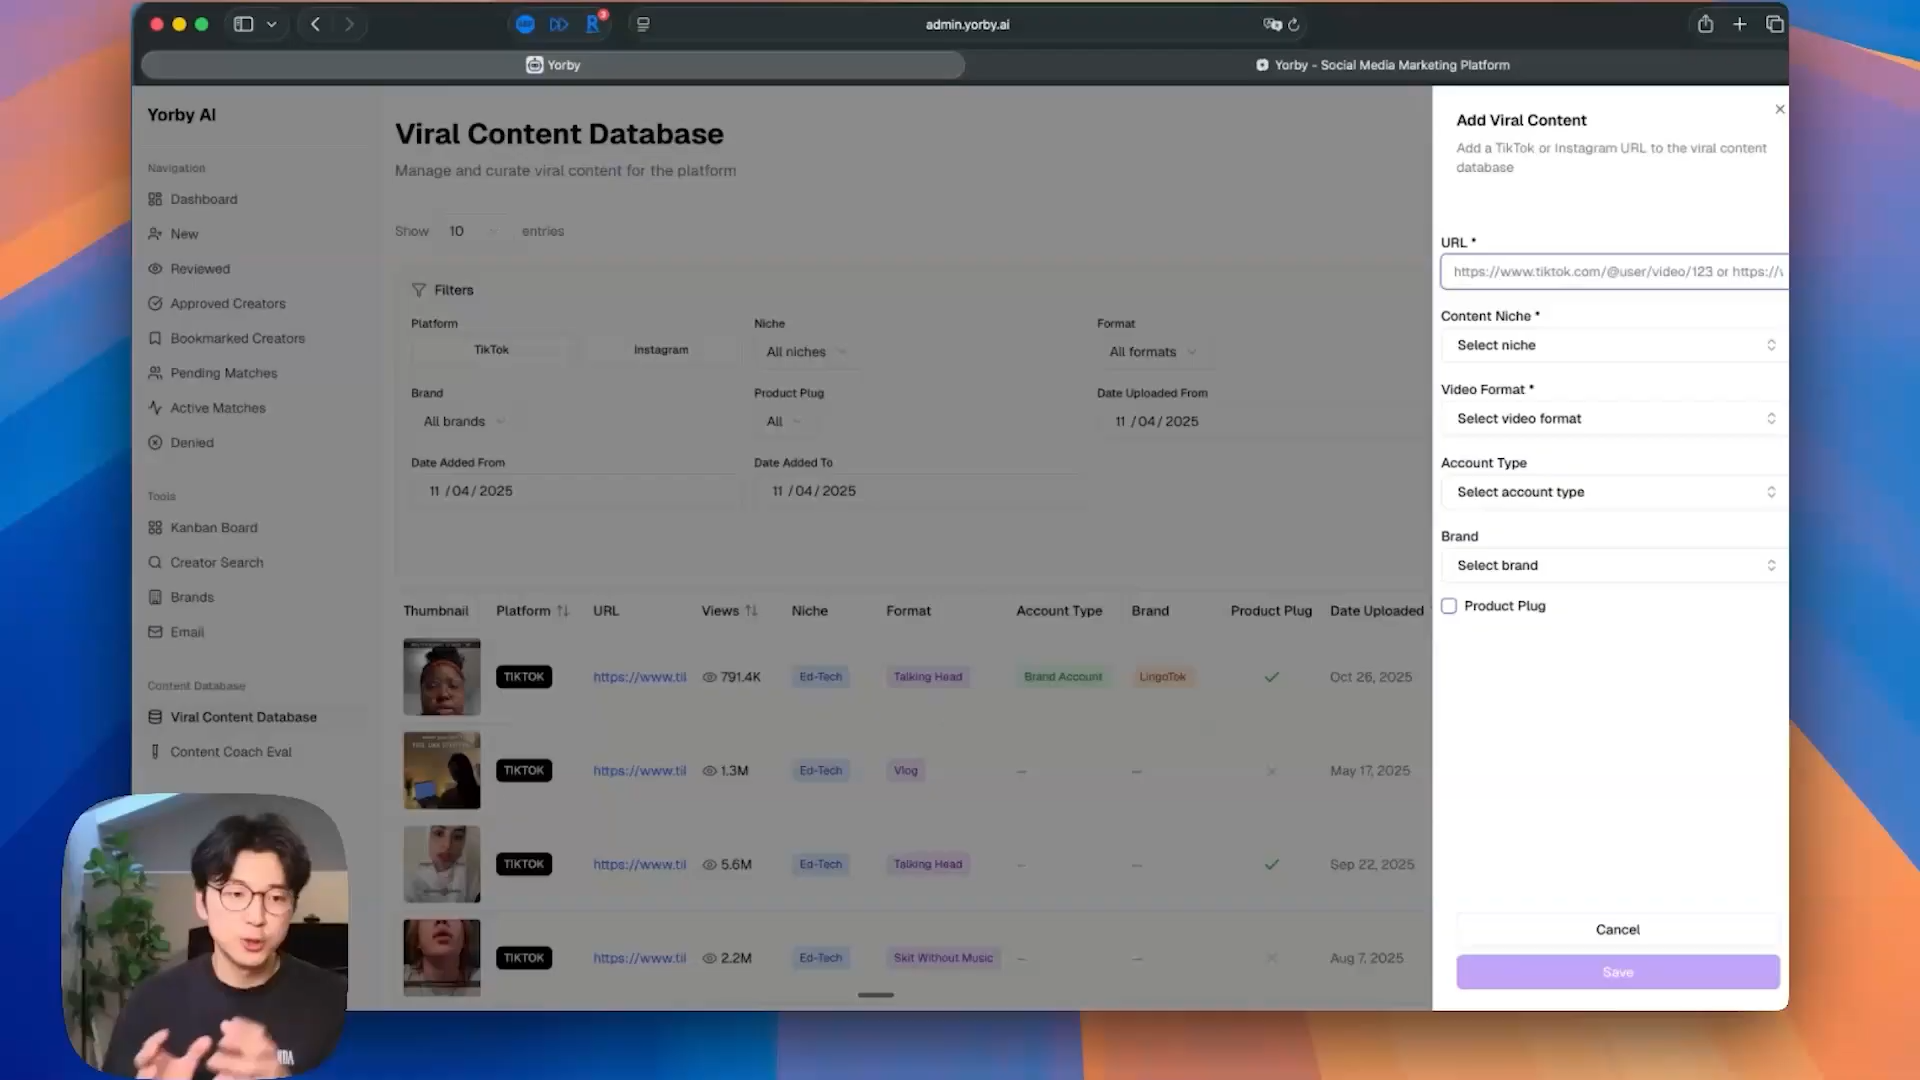 admin.yorby.ai
Yorby
Yorby - Social Media Marketing Platform
Yorby AI
Navigation
Dashboard
New
Reviewed
Approved Creators
Bookmarked Creators
Pending Matches
Active Matches
Denied
Tools
Kanban Board
Creator Search
Brands
Email
Content Database
Viral Content Database
Content Coach Eval
Viral Content Database
Manage and curate viral content for the platform
Show 10 entries
Filters
Platform Niche Format
TikTok Instagram All niches All formats
Brand Product Plug Date Uploaded From
All brands All 11 / 04 / 2025
Date Added From Date Added To
11 / 04 / 2025 11 / 04 / 2025
Thumbnail Platform URL Views Niche Format Account Type Brand Product Plug Date Uploaded
TIKTOK https://www.til 791.4K Ed-Tech Talking Head Brand Account LingoTok Oct 26, 2025
TIKTOK https://www.til 1.3M Ed-Tech Vlog — — May 17, 2025
TIKTOK https://www.til 5.6M Ed-Tech Talking Head — — Sep 22, 2025
TIKTOK https://www.til 2.2M Ed-Tech Skit Without Music — — Aug 7, 2025
Add Viral Content
Add a TikTok or Instagram URL to the viral content
database
URL *
https://www.tiktok.com/@user/video/123 or https://
Content Niche *
Select niche
Video Format *
Select video format
Account Type
Select account type
Brand
Select brand
Product Plug
Cancel
Save